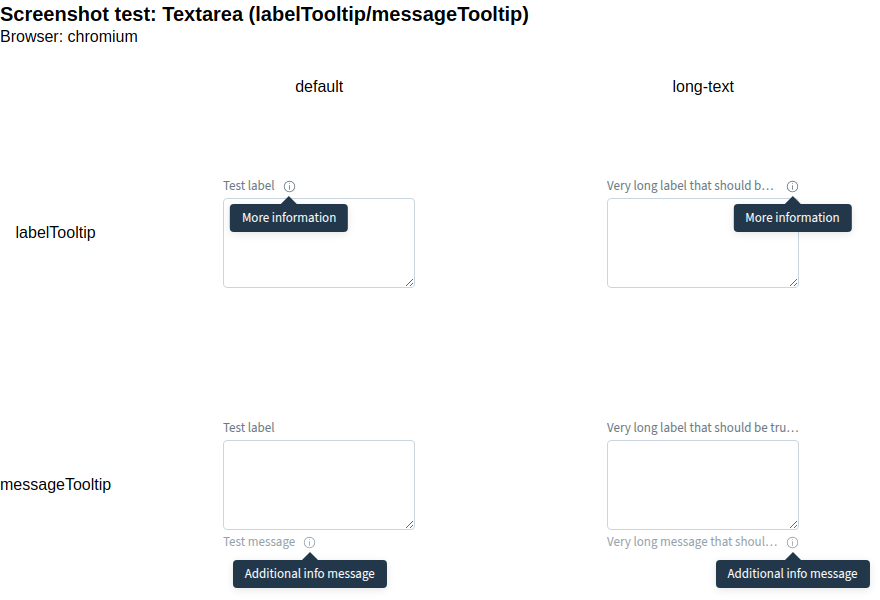 Screenshot test: Textarea (labelTooltip/messageTooltip)
Browser: chromium
default
long-text
Test label
Very long label that should b…
More information
More information
labelTooltip
Test label
Very long label that should be tru…
messageTooltip
Test message
Very long message that shoul…
Additional info message
Additional info message